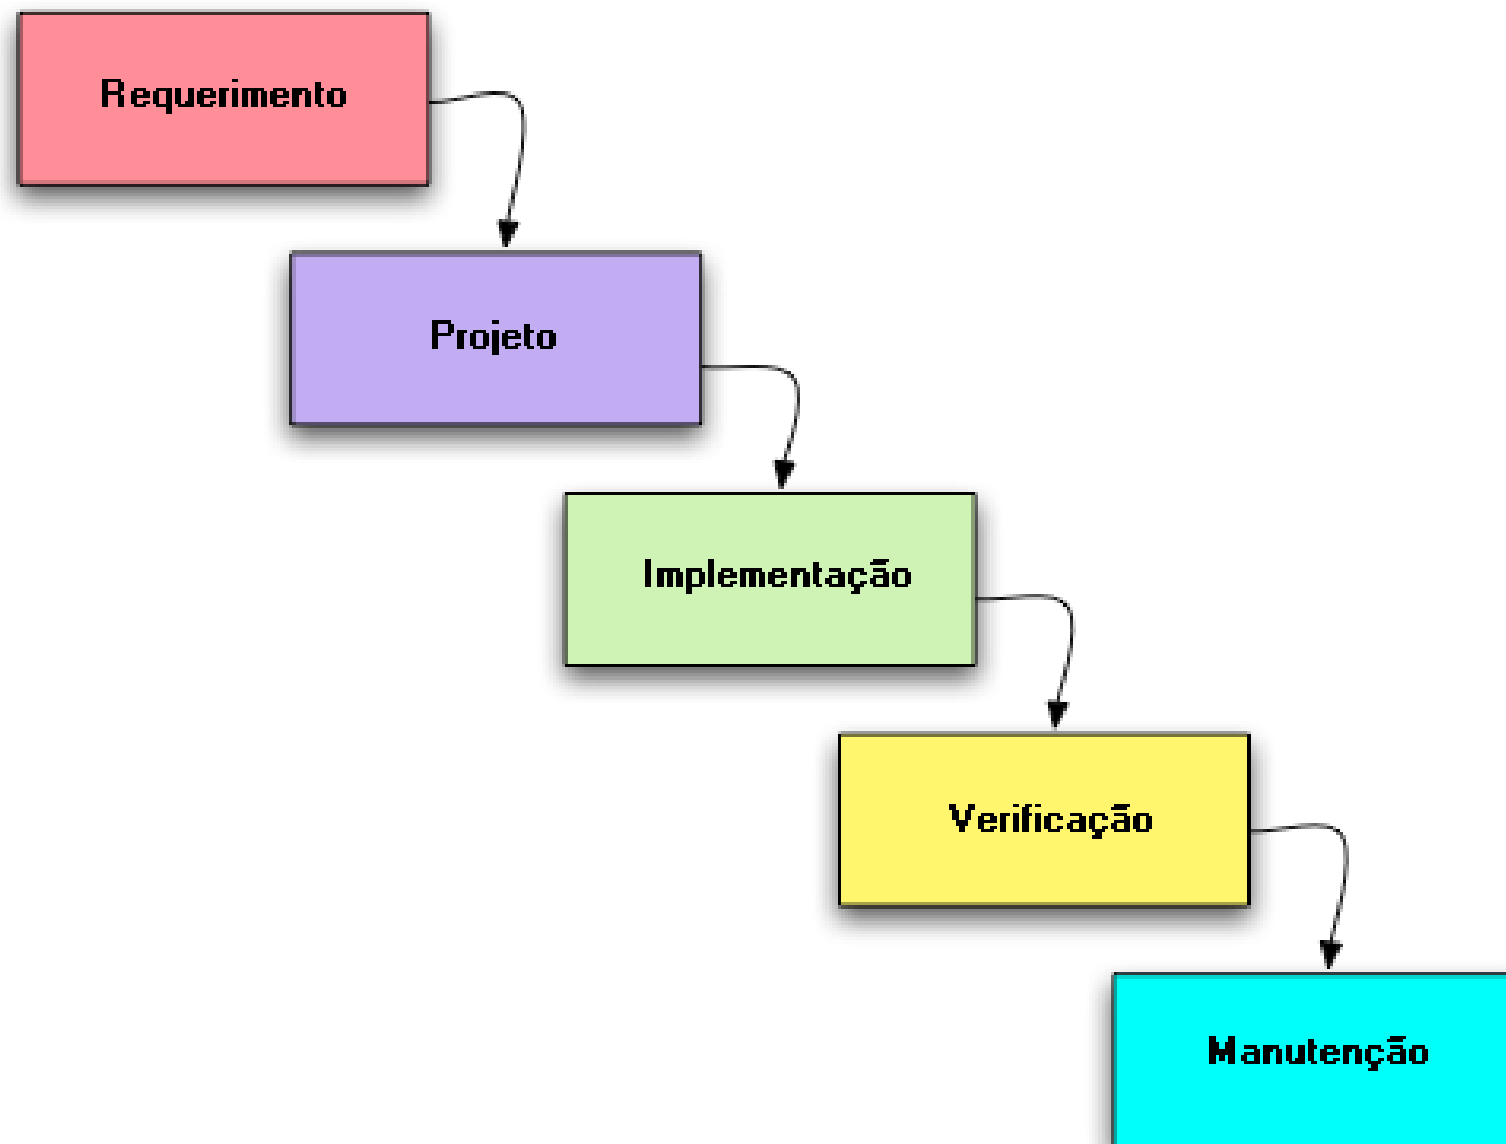 Requerimento
Projeto
Implementação
Verificação
Manutenção